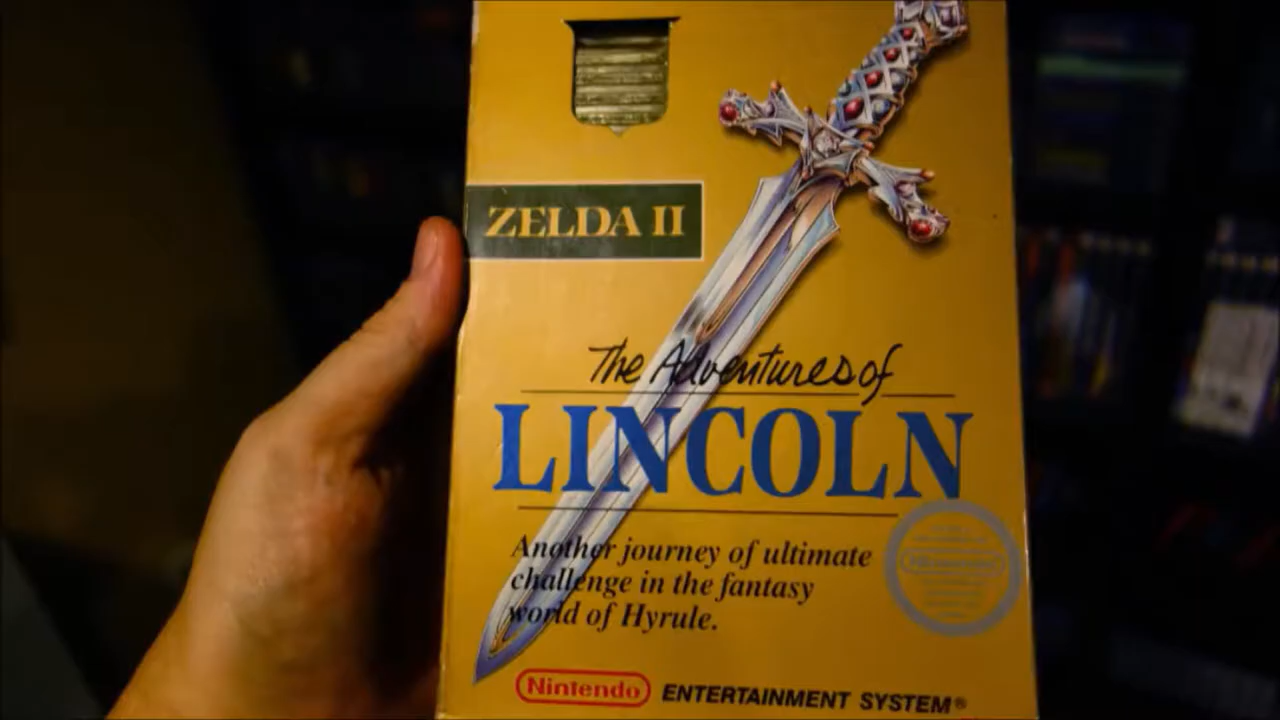 ZELDA II
The Adventures of
LINCOLN
Another journey of ultimate
challenge in the fantasy
world of Hyrule.
Nintendo ENTERTAINMENT SYSTEM®